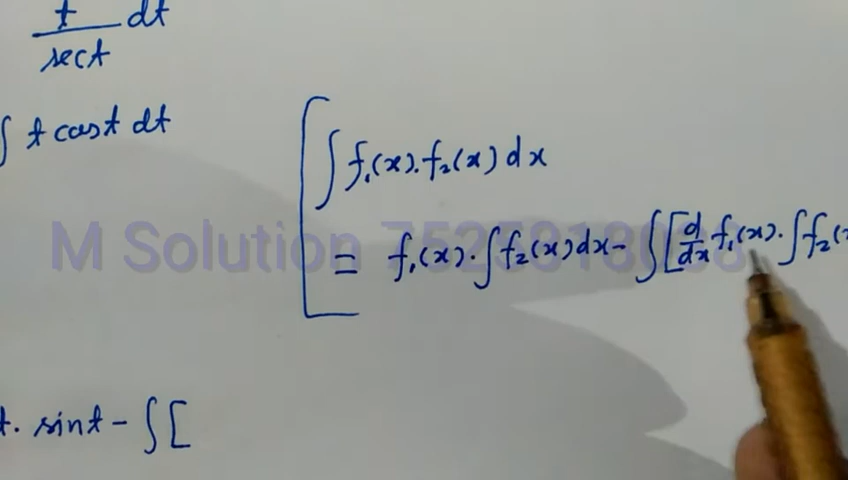 t/sect dt
∫ t cost dt
∫ f₁(x).f₂(x) dx
= f₁(x).∫f₂(x)dx- ∫[d/dx f₁(x).∫f₂(
t. sint - ∫[
M Solution